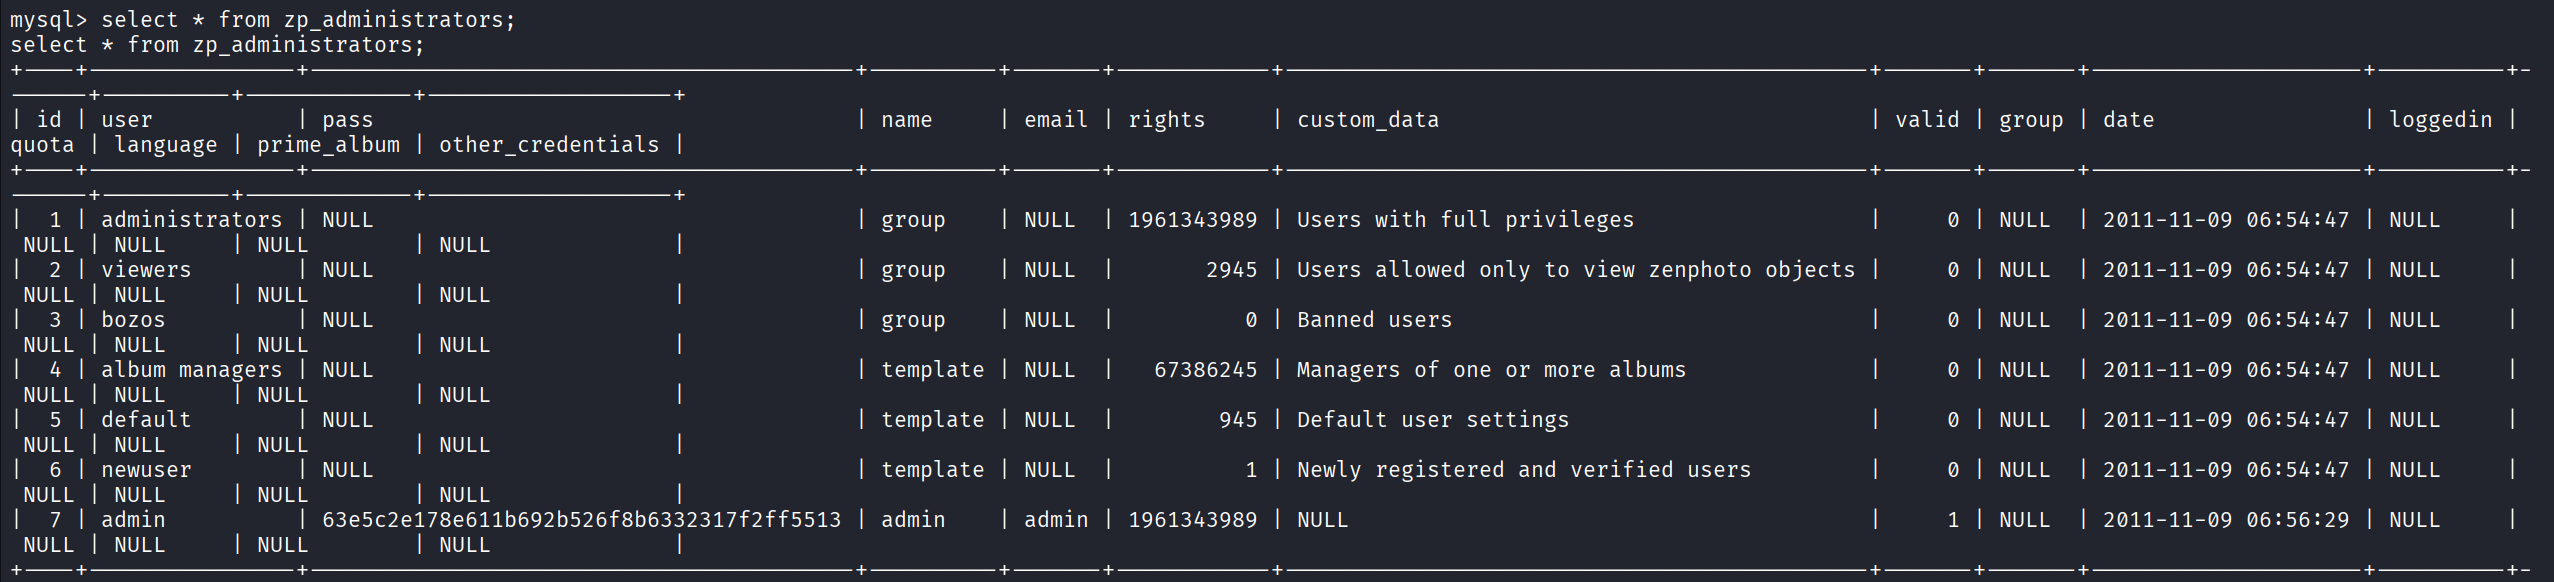 mysql> select * from zp_administrators;
select * from zp_administrators;
+----+----------------+------------------------------------------+----------+-------+------------+---------------------------------------------+-------+-------+---------------------+----------+-
------+----------+-------------+-------------------+
| id | user           | pass                                     | name     | email | rights     | custom_data                                 | valid | group | date                | loggedin |
quota | language | prime_album | other_credentials |
+----+----------------+------------------------------------------+----------+-------+------------+---------------------------------------------+-------+-------+---------------------+----------+-
------+----------+-------------+-------------------+
|  1 | administrators | NULL                                     | group    | NULL  | 1961343989 | Users with full privileges                  |     0 | NULL  | 2011-11-09 06:54:47 | NULL     |
 NULL | NULL     | NULL        | NULL              |
|  2 | viewers        | NULL                                     | group    | NULL  |       2945 | Users allowed only to view zenphoto objects |     0 | NULL  | 2011-11-09 06:54:47 | NULL     |
 NULL | NULL     | NULL        | NULL              |
|  3 | bozos          | NULL                                     | group    | NULL  |          0 | Banned users                                |     0 | NULL  | 2011-11-09 06:54:47 | NULL     |
 NULL | NULL     | NULL        | NULL              |
|  4 | album managers | NULL                                     | template | NULL  |   67386245 | Managers of one or more albums              |     0 | NULL  | 2011-11-09 06:54:47 | NULL     |
 NULL | NULL     | NULL        | NULL              |
|  5 | default        | NULL                                     | template | NULL  |        945 | Default user settings                       |     0 | NULL  | 2011-11-09 06:54:47 | NULL     |
 NULL | NULL     | NULL        | NULL              |
|  6 | newuser        | NULL                                     | template | NULL  |          1 | Newly registered and verified users         |     0 | NULL  | 2011-11-09 06:54:47 | NULL     |
 NULL | NULL     | NULL        | NULL              |
|  7 | admin          | 63e5c2e178e611b692b526f8b6332317f2ff5513 | admin    | admin | 1961343989 | NULL                                        |     1 | NULL  | 2011-11-09 06:56:29 | NULL     |
 NULL | NULL     | NULL        | NULL              |
+----+----------------+------------------------------------------+----------+-------+------------+---------------------------------------------+-------+-------+---------------------+----------+-